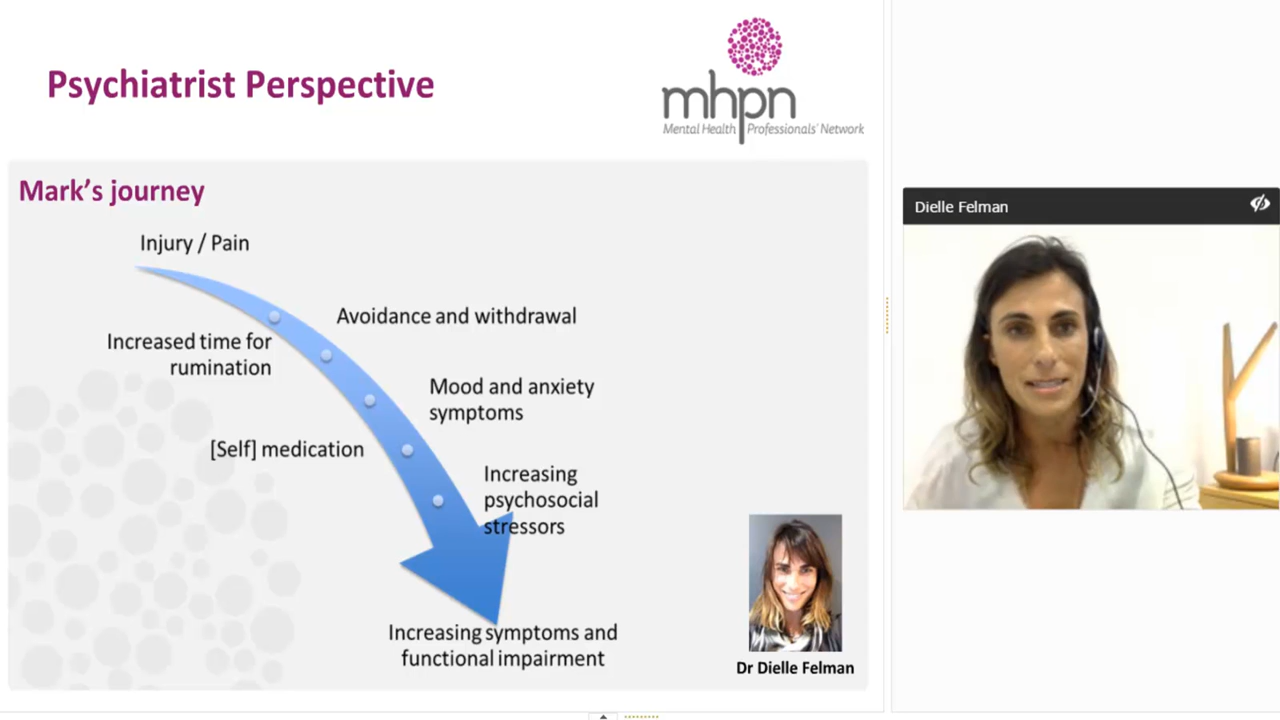 Psychiatrist Perspective
mhpn
Mental Health Professionals' Network
Mark's journey
Injury / Pain
Avoidance and withdrawal
Increased time for
rumination
Mood and anxiety
symptoms
[Self] medication
Increasing
psychosocial
stressors
Increasing symptoms and
functional impairment
Dr Dielle Felman
Dielle Felman